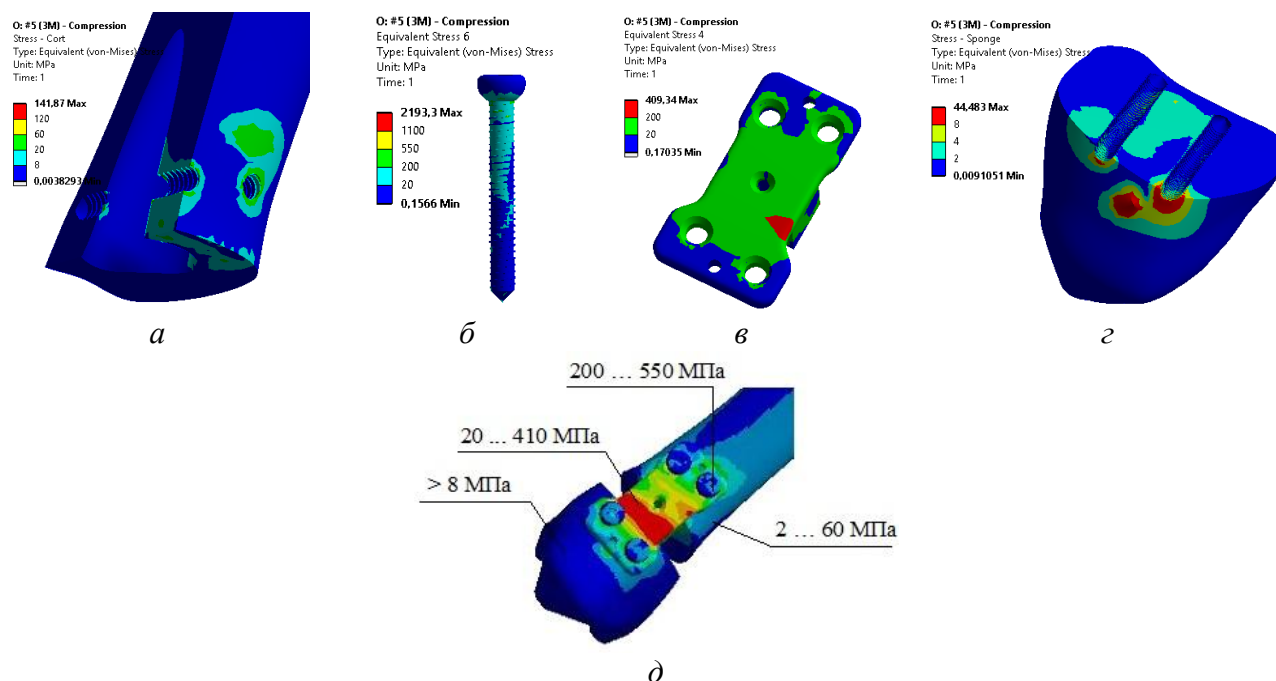 O: #5 (3M) - Compression
Stress - Cort
Type: Equivalent (von-Mises)
Unit: MPa
Time: 1
141,87 Max
120
60
20
8
0,0038293
а
O: #5 (3M) - Compression
Equivalent Stress 6
Type: Equivalent (von-Mises) Stress
Unit: MPa
Time: 1
2193,3 Max
1100
550
200
20
0,1566 Min
б
O: #5 (3M) - Compression
Equivalent Stress 4
Type: Equivalent (von-Mises) Stress
Unit: MPa
Time: 1
409,34 Max
200
20
0,17035 Min
в
O: #5 (3M) - Compression
Stress - Sponge
Type: Equivalent (von-Mises) Stress
Unit: MPa
Time: 1
44,483 Max
8
4
2
0,0091051 Min
г
200 ... 550 МПа
20 ... 410 МПа
> 8 МПа
2 ... 60 МПа
д